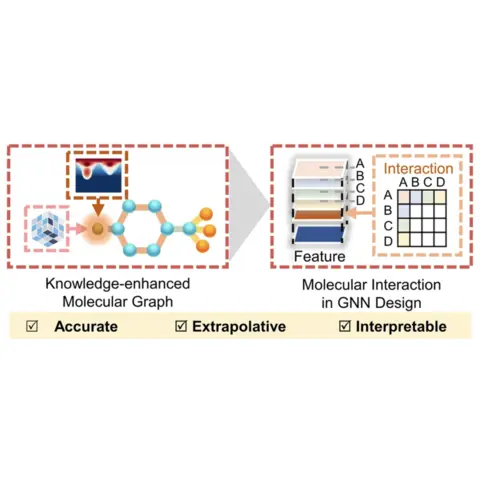 A
B
C
D
Feature
Interaction
A B C D
A
B
C
D
Knowledge-enhanced
Molecular Graph
Molecular Interaction
in GNN Design
☑ Accurate ☑ Extrapolative ☑ Interpretable